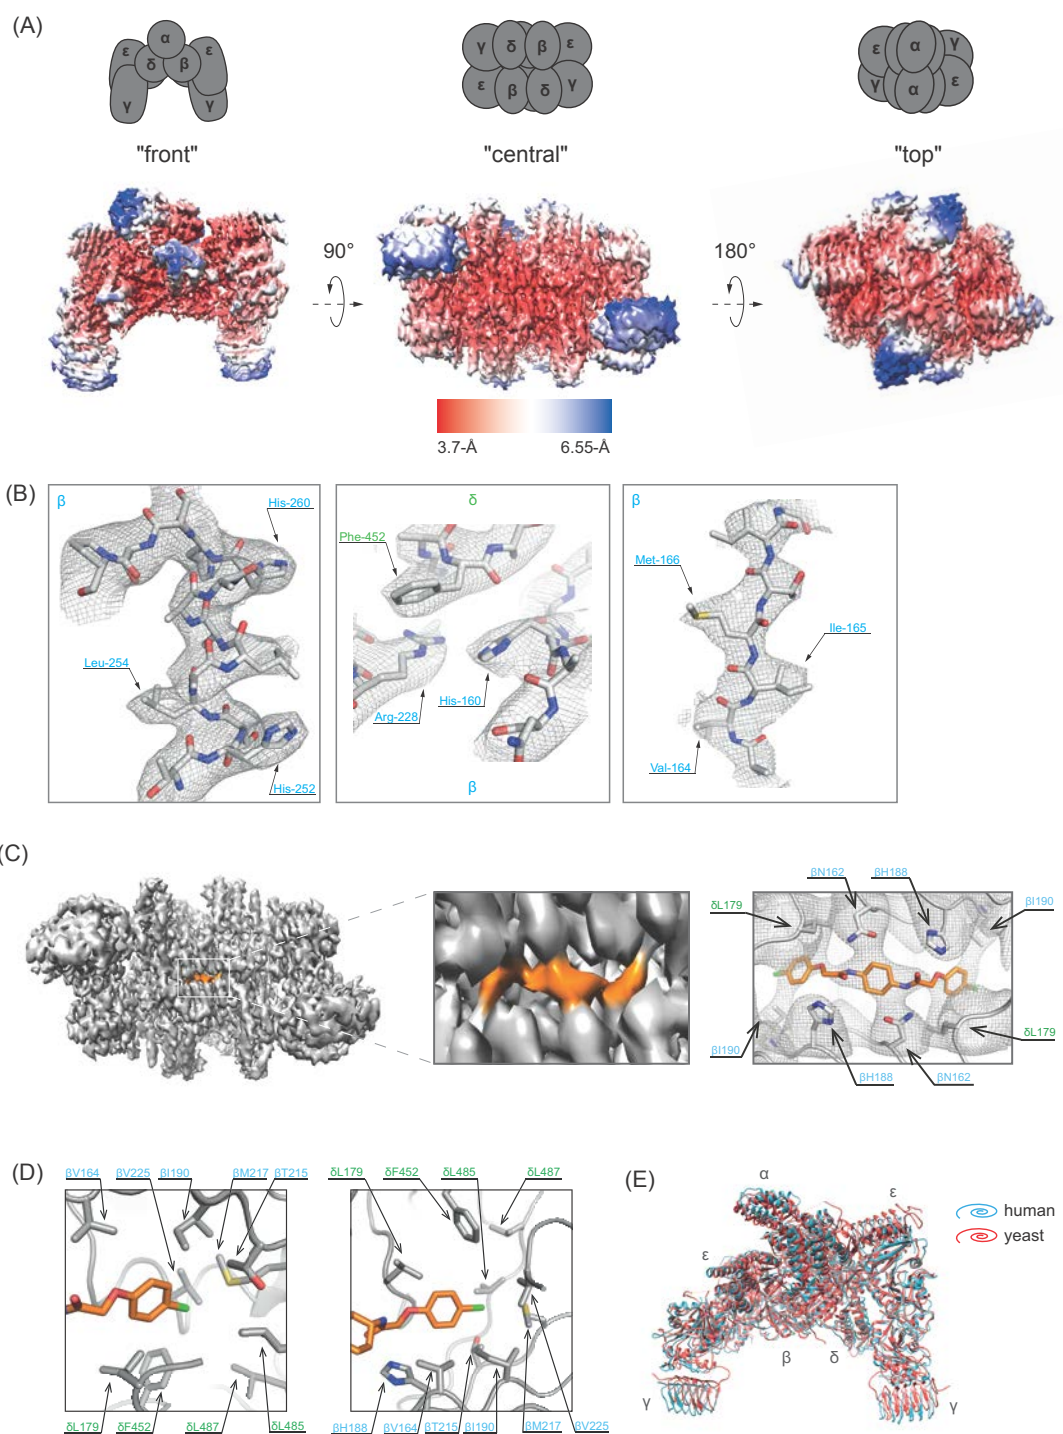 (A)
α
ε ε
δ β
γ γ
γ δ β ε
ε β δ γ
ε α γ
γ α ε
"front" "central" "top"
90° 180°
3.7-Å 6.55-Å
(B)
β
His-260
Leu-254
His-252
δ
Phe-452
Arg-228
His-160
β
β
Met-166
Ile-165
Val-164
(C)
βN162 βH188
δL179 βI190
βI190 δL179
βH188 βN162
(D)
βV164 βV225 βI190 βM217 βT215
δL179 δF452 δL487 δL485
δL179 δF452 δL485 δL487
βH188 βV164 βT215 βI190 βM217 βV225
(E)
α
ε
ε
β δ
γ γ
human
yeast